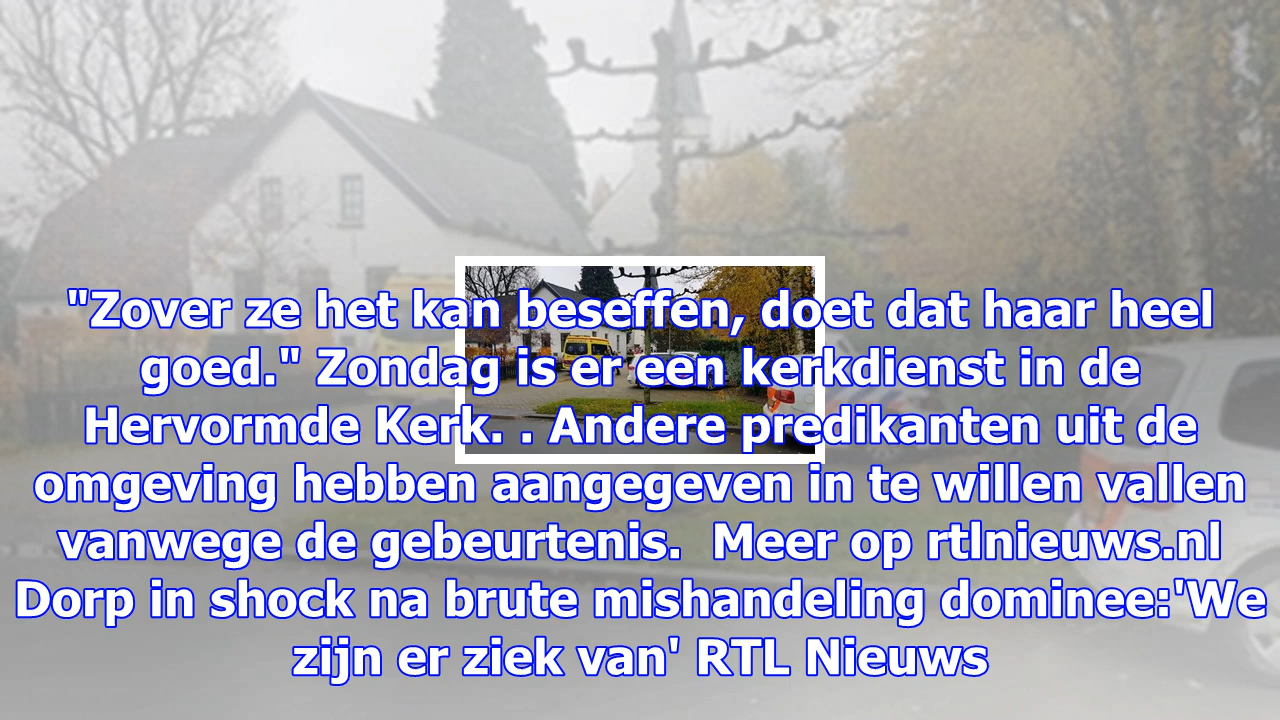 "Zover ze het kan beseffen, doet dat haar heel
goed." Zondag is er een kerkdienst in de
Hervormde Kerk. . Andere predikanten uit de
omgeving hebben aangegeven in te willen vallen
vanwege de gebeurtenis.  Meer op rtlnieuws.nl
Dorp in shock na brute mishandeling dominee:'We
zijn er ziek van' RTL Nieuws